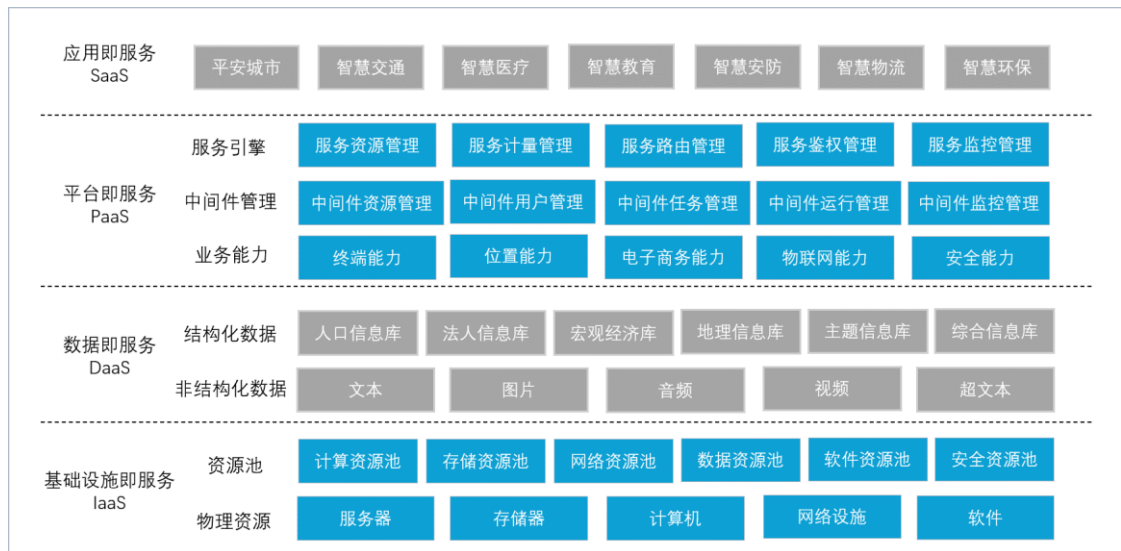 应用即服务
SaaS
平安城市 智慧交通 智慧医疗 智慧教育 智慧安防 智慧物流 智慧环保
平台即服务
PaaS
服务引擎 服务资源管理 服务计量管理 服务路由管理 服务鉴权管理 服务监控管理
中间件管理 中间件资源管理 中间件用户管理 中间件任务管理 中间件运行管理 中间件监控管理
业务能力 终端能力 位置能力 电子商务能力 物联网能力 安全能力
数据即服务
DaaS
结构化数据 人口信息库 法人信息库 宏观经济库 地理信息库 主题信息库 综合信息库
非结构化数据 文本 图片 音频 视频 超文本
基础设施即服务
IaaS
资源池 计算资源池 存储资源池 网络资源池 数据资源池 软件资源池 安全资源池
物理资源 服务器 存储器 计算机 网络设施 软件